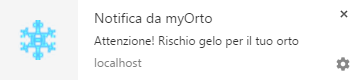 Notifica da myOrto
Attenzione! Rischio gelo per il tuo orto
localhost